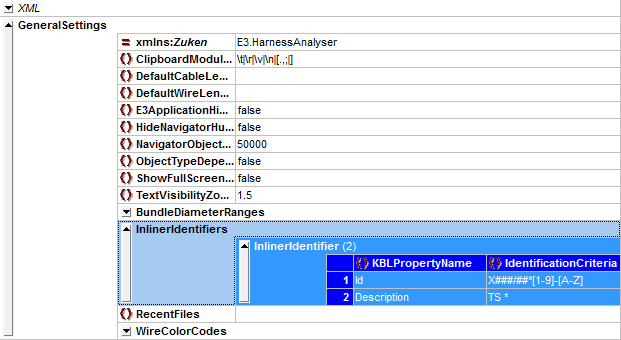 XML
GeneralSettings
xmlns:Zuken E3.HarnessAnalyser
ClipboardModul... \t|\r|\v|\n|[.,;|]
DefaultCableLe...
DefaultWireLen...
E3ApplicationHi... false
HideNavigatorHu... false
NavigatorObject... 50000
ObjectTypeDepe... false
ShowFullScreen... false
TextVisibilityZo... 1.5
BundleDiameterRanges
InlinerIdentifiers
InlinerIdentifier (2)
KBLPropertyName IdentificationCriteria
1 Id X###/##*[1-9]-[A-Z]
2 Description TS *
RecentFiles
WireColorCodes